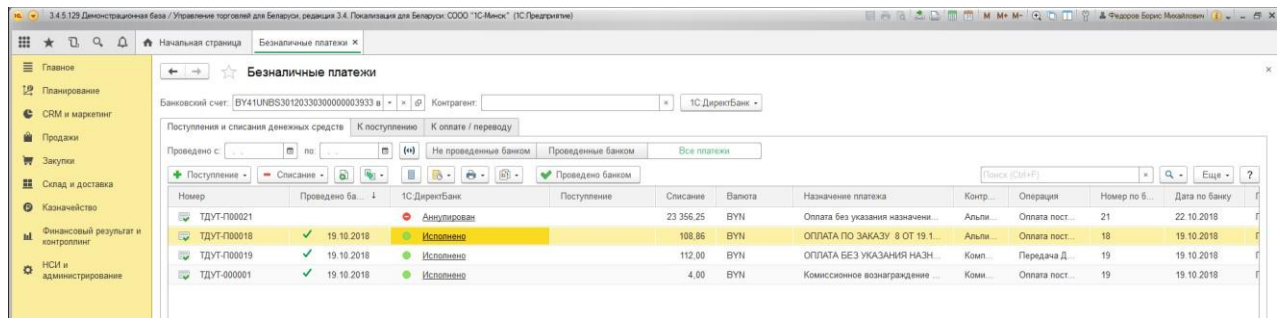 3.4.5.129 Демонстрационная база / Управление торговлей для Беларуси, редакция 3.4. Локализация для Беларуси: СООО "1С-Минск" (1С:Предприятие)
M M+ M-
Федоров Борис Михайлович
Начальная страница
Безналичные платежи ×
Главное
Планирование
CRM и маркетинг
Продажи
Закупки
Склад и доставка
Казначейство
Финансовый результат и
контроллинг
НСИ и
администрирование
Безналичные платежи
Банковский счет: BY41UNBS30120330300000003933 в
Контрагент:
1С:ДиректБанк
Поступления и списания денежных средств К поступлению К оплате / переводу
Проведено с: . . по: . . Не проведенные банком Проведенные банком Все платежи
Поступление Списание Проведено банком Поиск (Ctrl+F) Еще ?
Номер Проведено ба... ↓ 1С:ДиректБанк Поступление Списание Валюта Назначение платежа Контр... Операция Номер по б... Дата по банку
ТДУТ-П00021 Аннулирован 23 356,25 BYN Оплата без указания назначени... Альпи... Оплата пост... 21 22.10.2018
ТДУТ-П00018 19.10.2018 Исполнено 108,86 BYN ОПЛАТА ПО ЗАКАЗУ 8 ОТ 19.1... Альпи... Оплата пост... 18 19.10.2018
ТДУТ-П00019 19.10.2018 Исполнено 112,00 BYN ОПЛАТА БЕЗ УКАЗАНИЯ НАЗН... Комп... Передача Д... 19 19.10.2018
ТДУТ-000001 19.10.2018 Исполнено 4,00 BYN Комиссионное вознаграждение ... Коми... Оплата пост... 19 19.10.2018